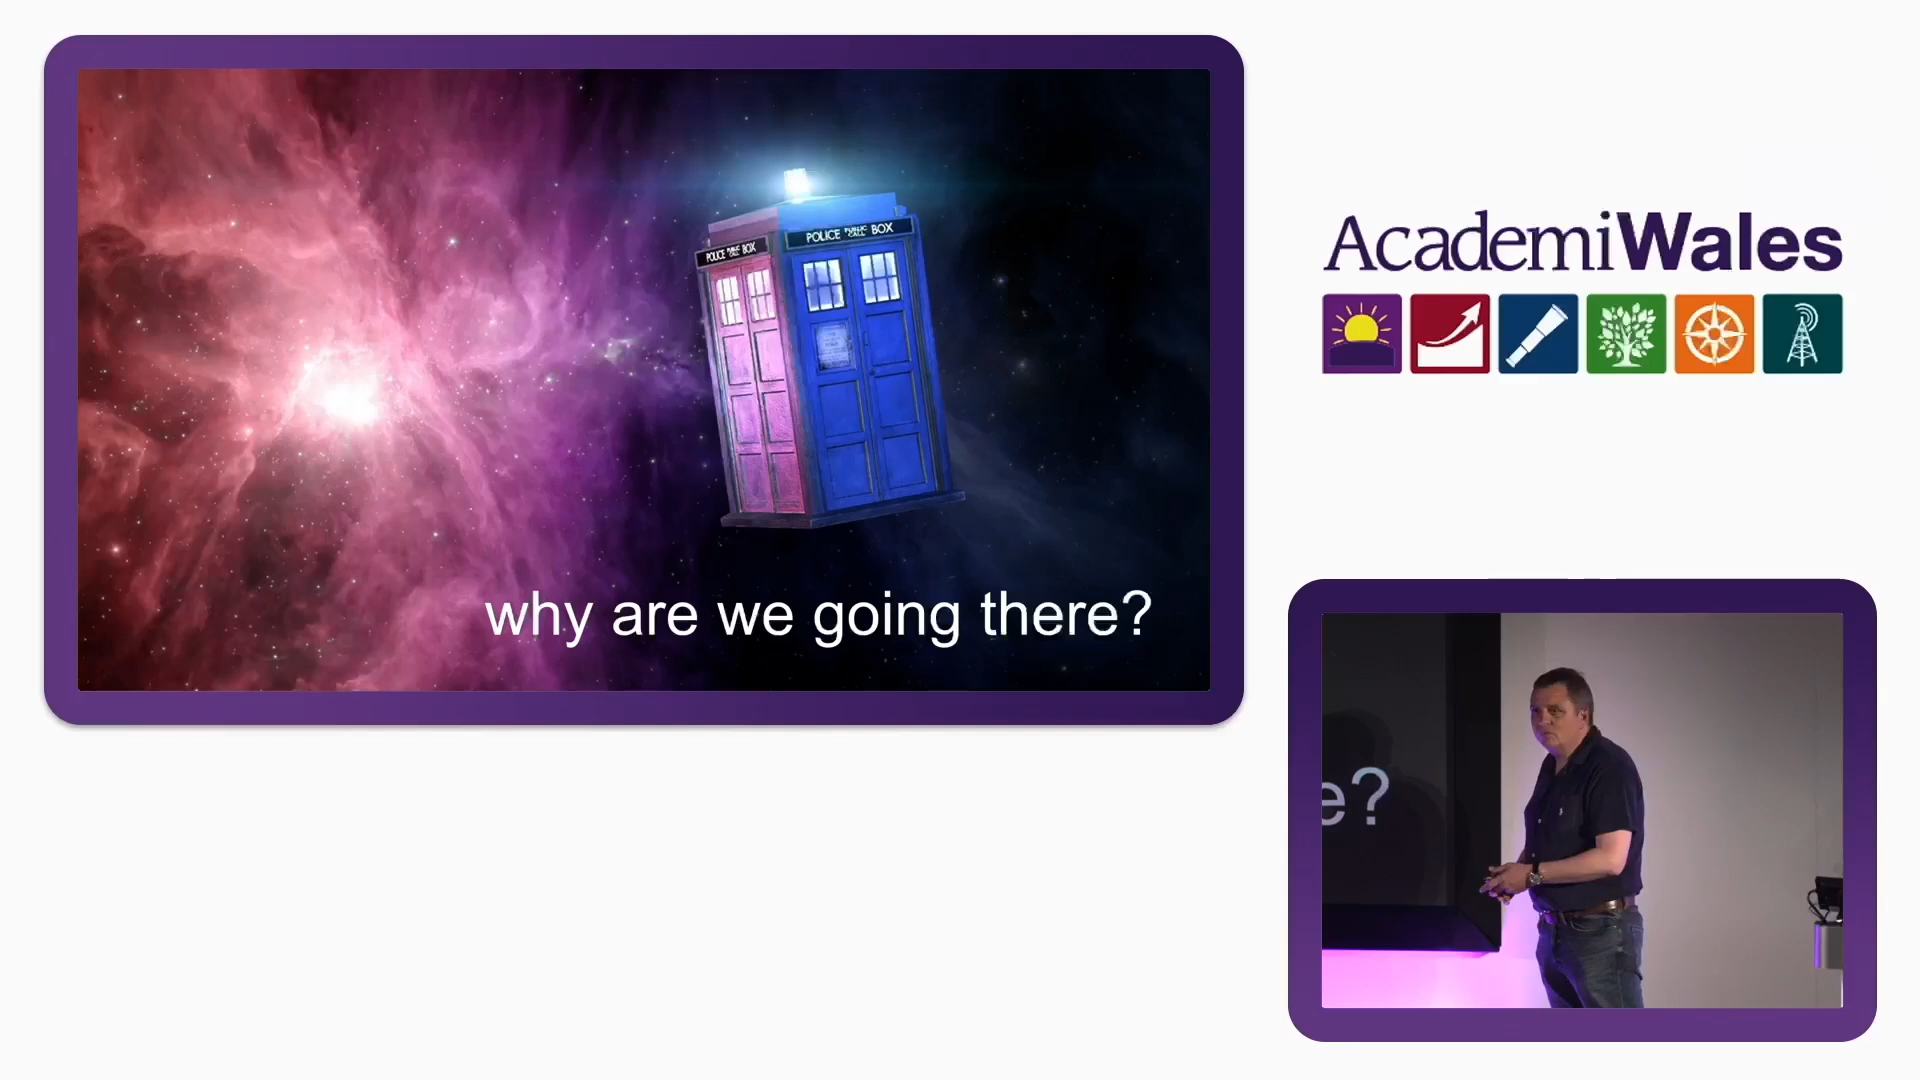 POLICE PUBLIC CALL BOX
POLICE PUBLIC CALL BOX
why are we going there?
AcademiWales
e?